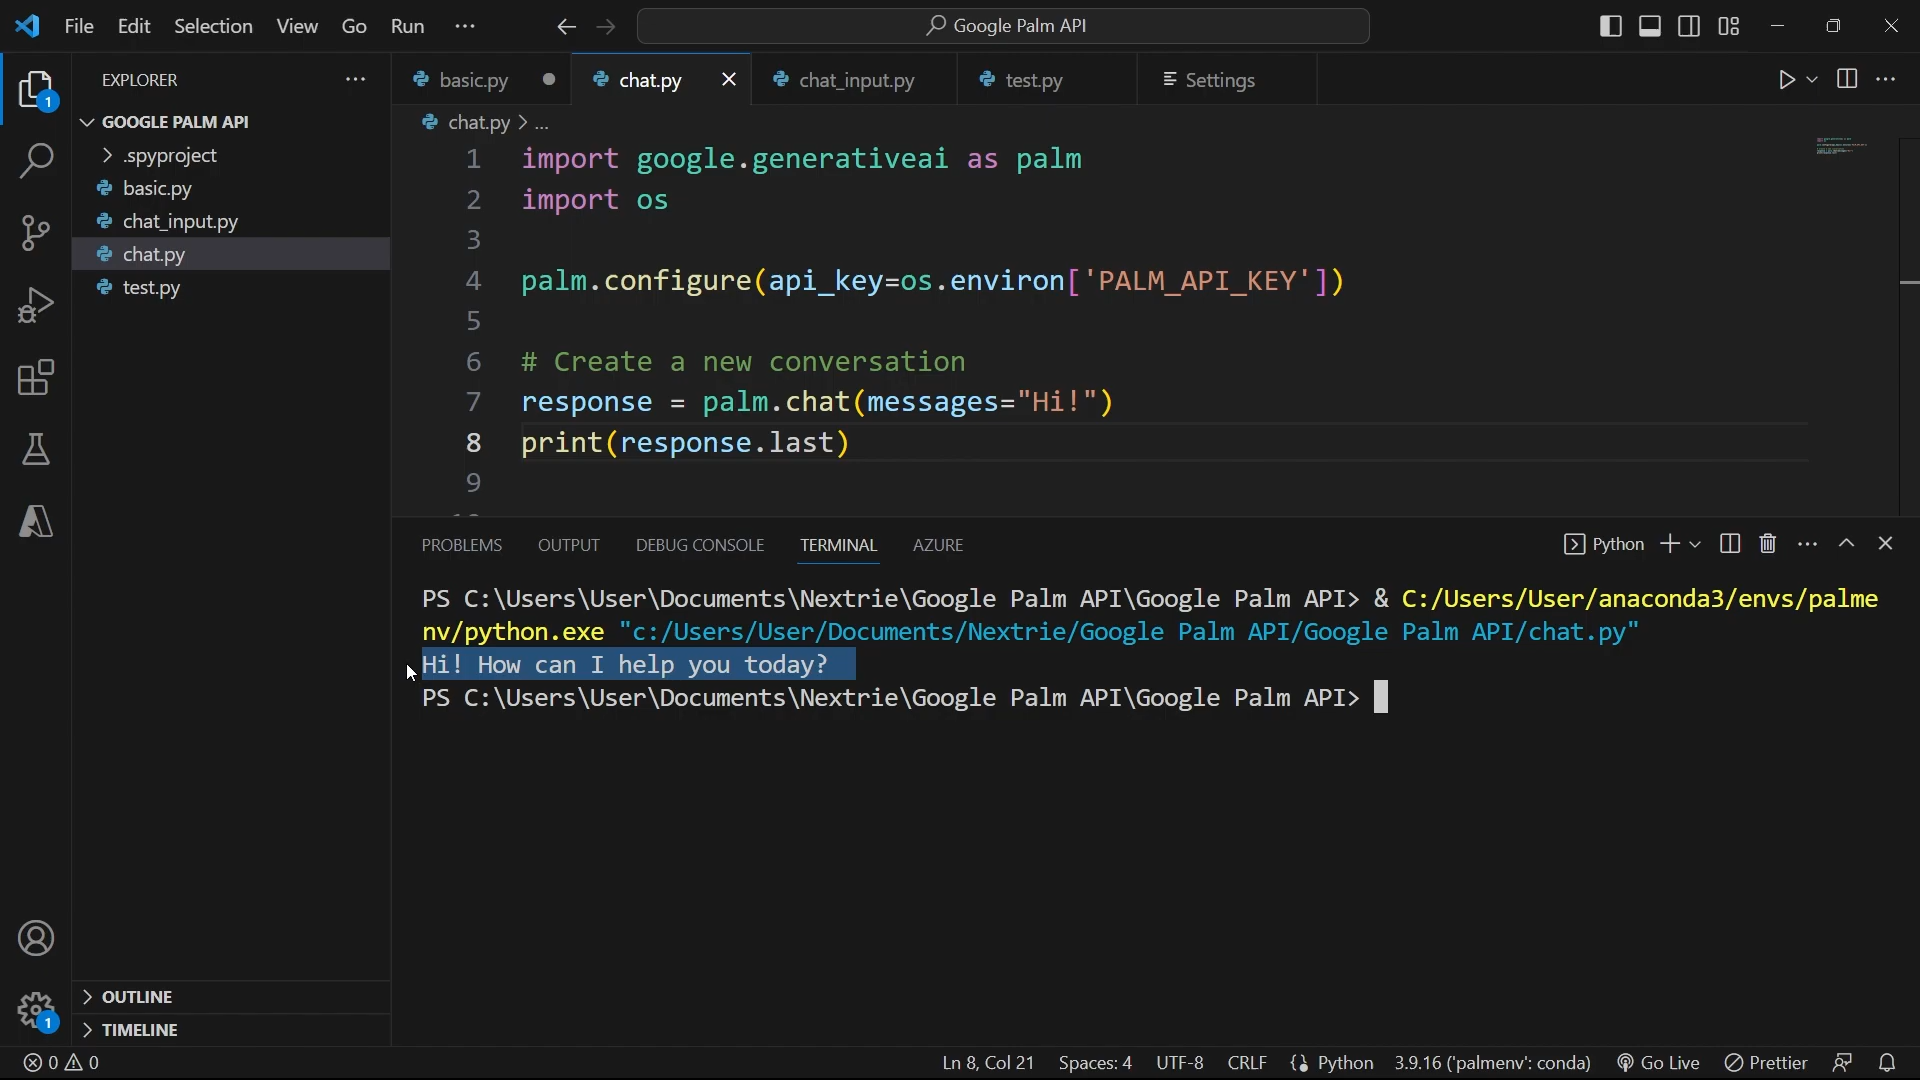 File Edit Selection View Go Run ···
Google Palm API
EXPLORER ···
GOOGLE PALM API
.spyproject
basic.py
chat_input.py
chat.py
test.py
OUTLINE
TIMELINE
1
1
basic.py chat.py chat_input.py test.py Settings
chat.py > ...
1 import google.generativeai as palm
2 import os
3
4 palm.configure(api_key=os.environ['PALM_API_KEY'])
5
6 # Create a new conversation
7 response = palm.chat(messages="Hi!")
8 print(response.last)
9
PROBLEMS OUTPUT DEBUG CONSOLE TERMINAL AZURE
Python
PS C:\Users\User\Documents\Nextrie\Google Palm API\Google Palm API> & C:/Users/User/anaconda3/envs/palme
nv/python.exe "c:/Users/User/Documents/Nextrie/Google Palm API/Google Palm API/chat.py"
Hi! How can I help you today?
PS C:\Users\User\Documents\Nextrie\Google Palm API\Google Palm API>
0 0 Ln 8, Col 21 Spaces: 4 UTF-8 CRLF Python 3.9.16 ('palmenv': conda) Go Live Prettier